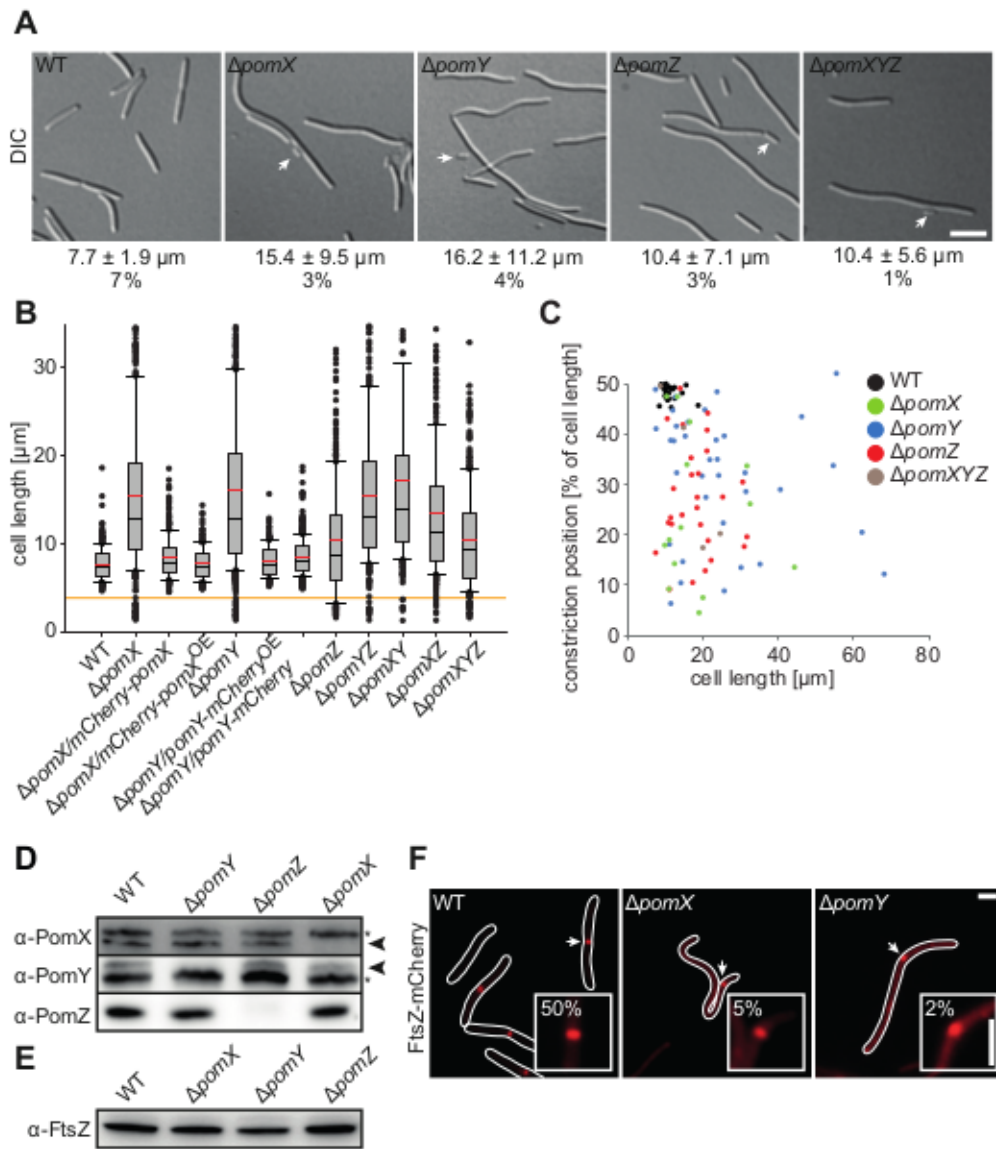 A
WT
ΔpomX
ΔpomY
ΔpomZ
ΔpomXYZ
DIC
7.7 ± 1.9 µm
15.4 ± 9.5 µm
16.2 ± 11.2 µm
10.4 ± 7.1 µm
10.4 ± 5.6 µm
7%
3%
4%
3%
1%
B
cell length [µm]
30
20
10
0
WT
ΔpomX
ΔpomX/mCherry-pomX
ΔpomX/mCherry-pomX^OE
ΔpomY
ΔpomY/pomY-mCherry^OE
ΔpomY/pomY-mCherry
ΔpomZ
ΔpomYZ
ΔpomXY
ΔpomXZ
ΔpomXYZ
C
constriction position [% of cell length]
50
40
30
20
10
0
0
20
40
60
80
cell length [µm]
WT
ΔpomX
ΔpomY
ΔpomZ
ΔpomXYZ
D
WT
ΔpomY
ΔpomZ
ΔpomX
α-PomX
*
α-PomY
*
α-PomZ
E
WT
ΔpomX
ΔpomY
ΔpomZ
α-FtsZ
F
FtsZ-mCherry
WT
ΔpomX
ΔpomY
50%
5%
2%